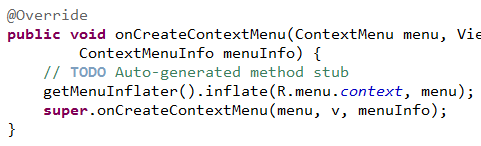 @Override
public void onCreateContextMenu(ContextMenu menu, Vie
ContextMenuInfo menuInfo) {
// TODO Auto-generated method stub
getMenuInflater().inflate(R.menu.context, menu);
super.onCreateContextMenu(menu, v, menuInfo);
}